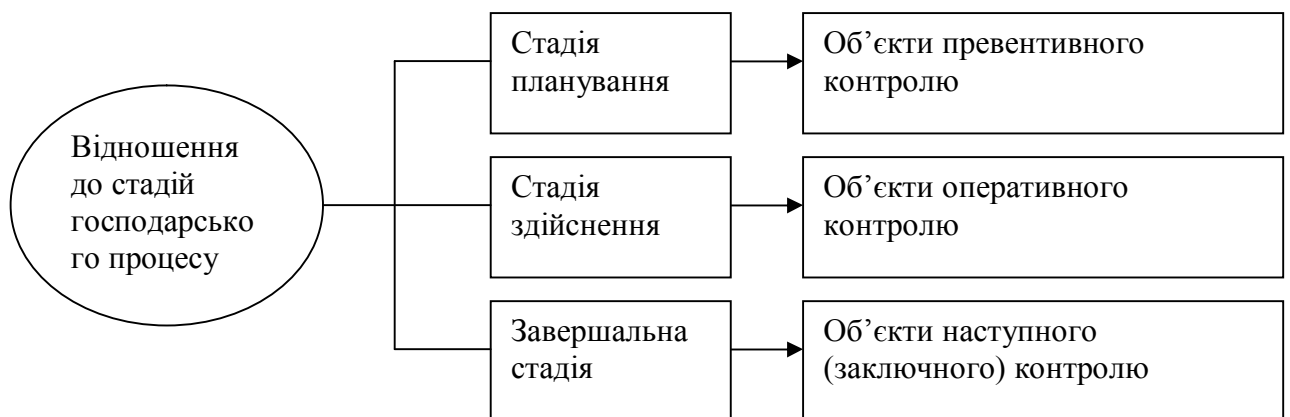 Відношення
до стадій
господарсько
го процесу
Стадія
планування
Об’єкти превентивного
контролю
Стадія
здійснення
Об’єкти оперативного
контролю
Завершальна
стадія
Об’єкти наступного
(заключного) контролю